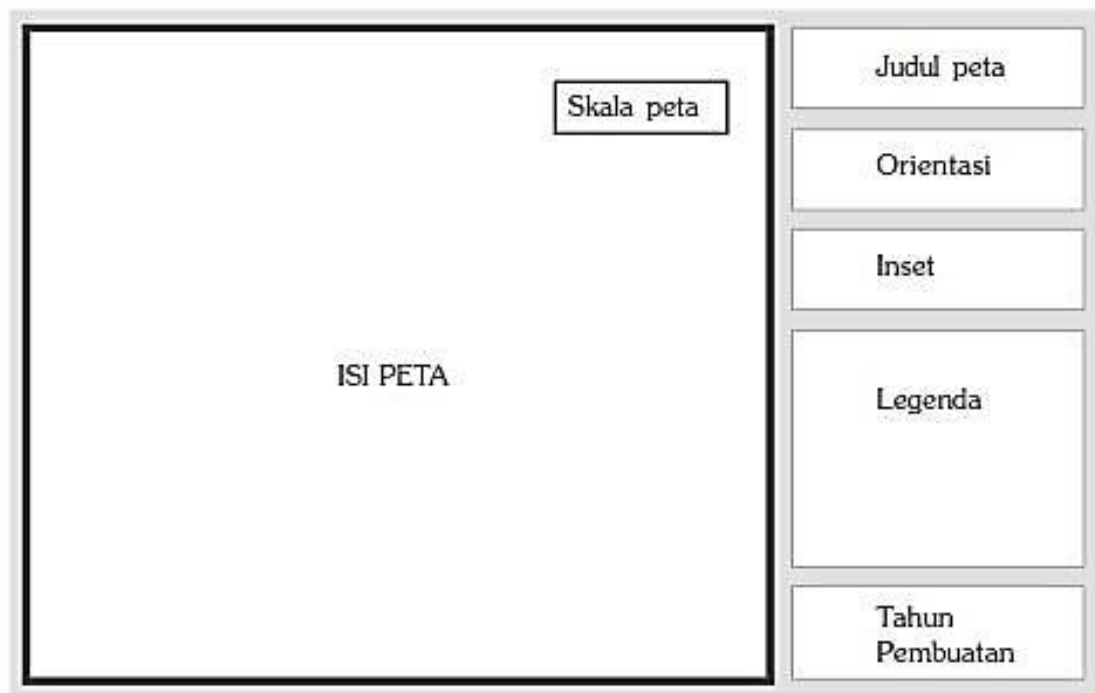 Skala peta
ISI PETA
Judul peta
Orientasi
Inset
Legenda
Tahun
Pembuatan